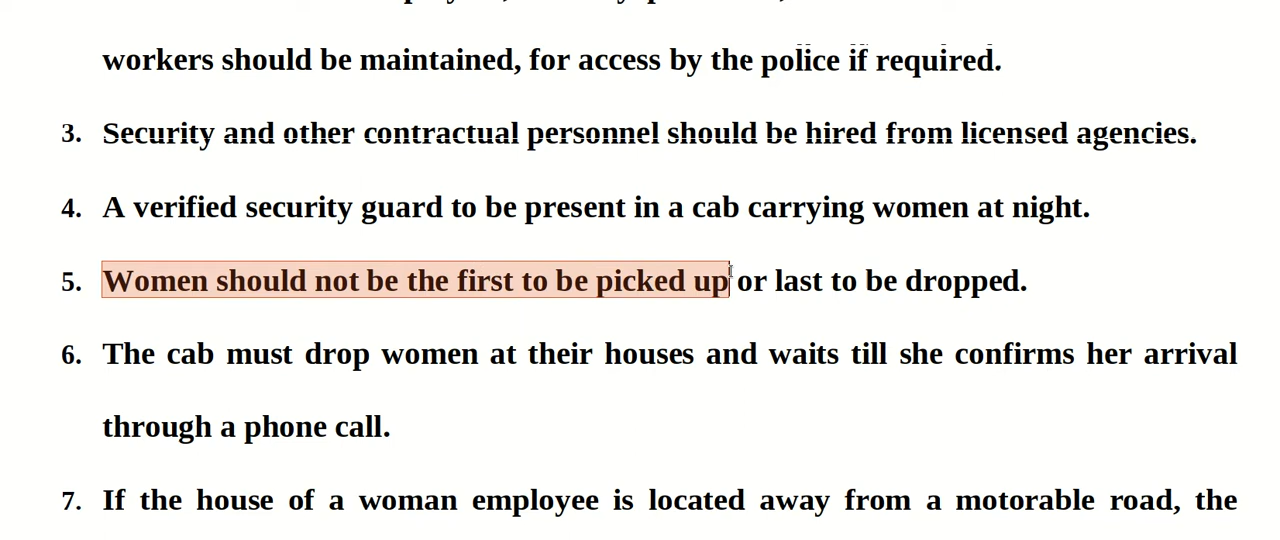 workers should be maintained, for access by the police if required.
3. Security and other contractual personnel should be hired from licensed agencies.
4. A verified security guard to be present in a cab carrying women at night.
5. Women should not be the first to be picked up or last to be dropped.
6. The cab must drop women at their houses and waits till she confirms her arrival
through a phone call.
7. If the house of a woman employee is located away from a motorable road, the